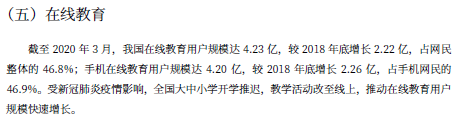 （五）在线教育
截至 2020 年 3 月，我国在线教育用户规模达 4.23 亿，较 2018 年底增长 2.22 亿，占网民
整体的 46.8%；手机在线教育用户规模达 4.20 亿，较 2018 年底增长 2.26 亿，占手机网民的
46.9%。受新冠肺炎疫情影响，全国大中小学开学推迟，教学活动改至线上，推动在线教育用户
规模快速增长。